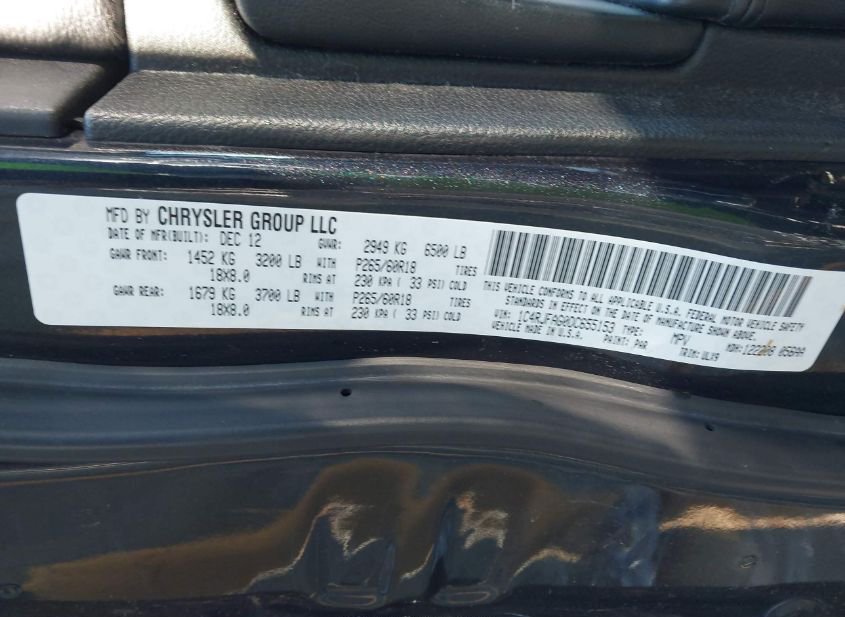 MFD BY CHRYSLER GROUP LLC
DATE OF MFR(BUILT): DEC 12 GVWR: 2949 KG 6500 LB
GAWR FRONT: 1452 KG 3200 LB WITH P265/60R18 TIRES
18X8.0 RIMS AT 230 KPA ( 33 PSI) COLD
GAWR REAR: 1679 KG 3700 LB WITH P265/60R18 TIRES
18X8.0 RIMS AT 230 KPA ( 33 PSI) COLD
THIS VEHICLE CONFORMS TO ALL APPLICABLE U.S.A. FEDERAL MOTOR VEHICLE SAFETY
STANDARDS IN EFFECT ON THE DATE OF MANUFACTURE SHOWN ABOVE.
VIN: TYPE: MPV
MADE IN U.S.A. PAINT: PAR TRIM: ULX9